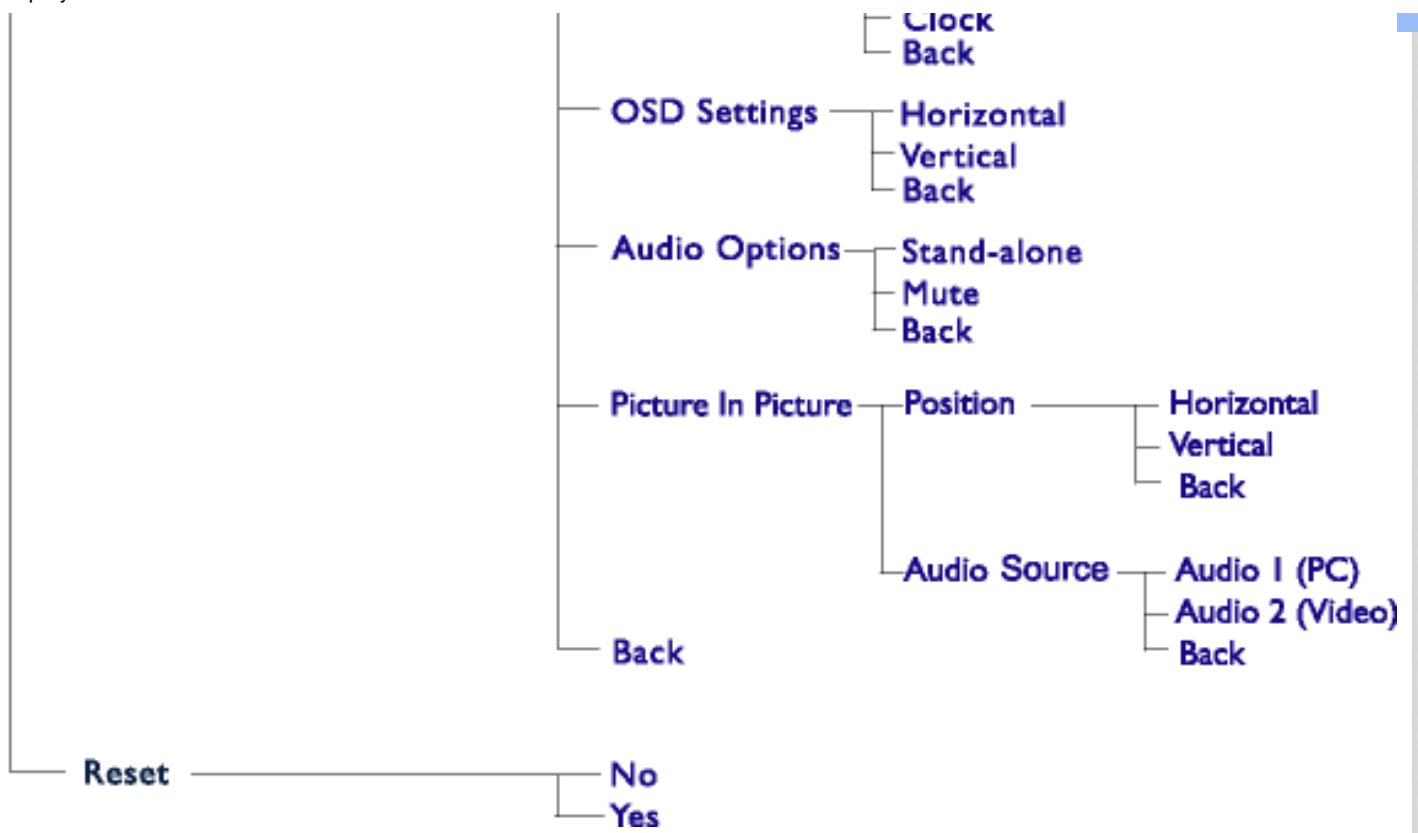 Clock
Back
OSD Settings
Horizontal
Vertical
Back
Audio Options
Stand-alone
Mute
Back
Picture In Picture
Position
Horizontal
Vertical
Back
Audio Source
Audio 1 (PC)
Audio 2 (Video)
Back
Back
Reset
No
Yes